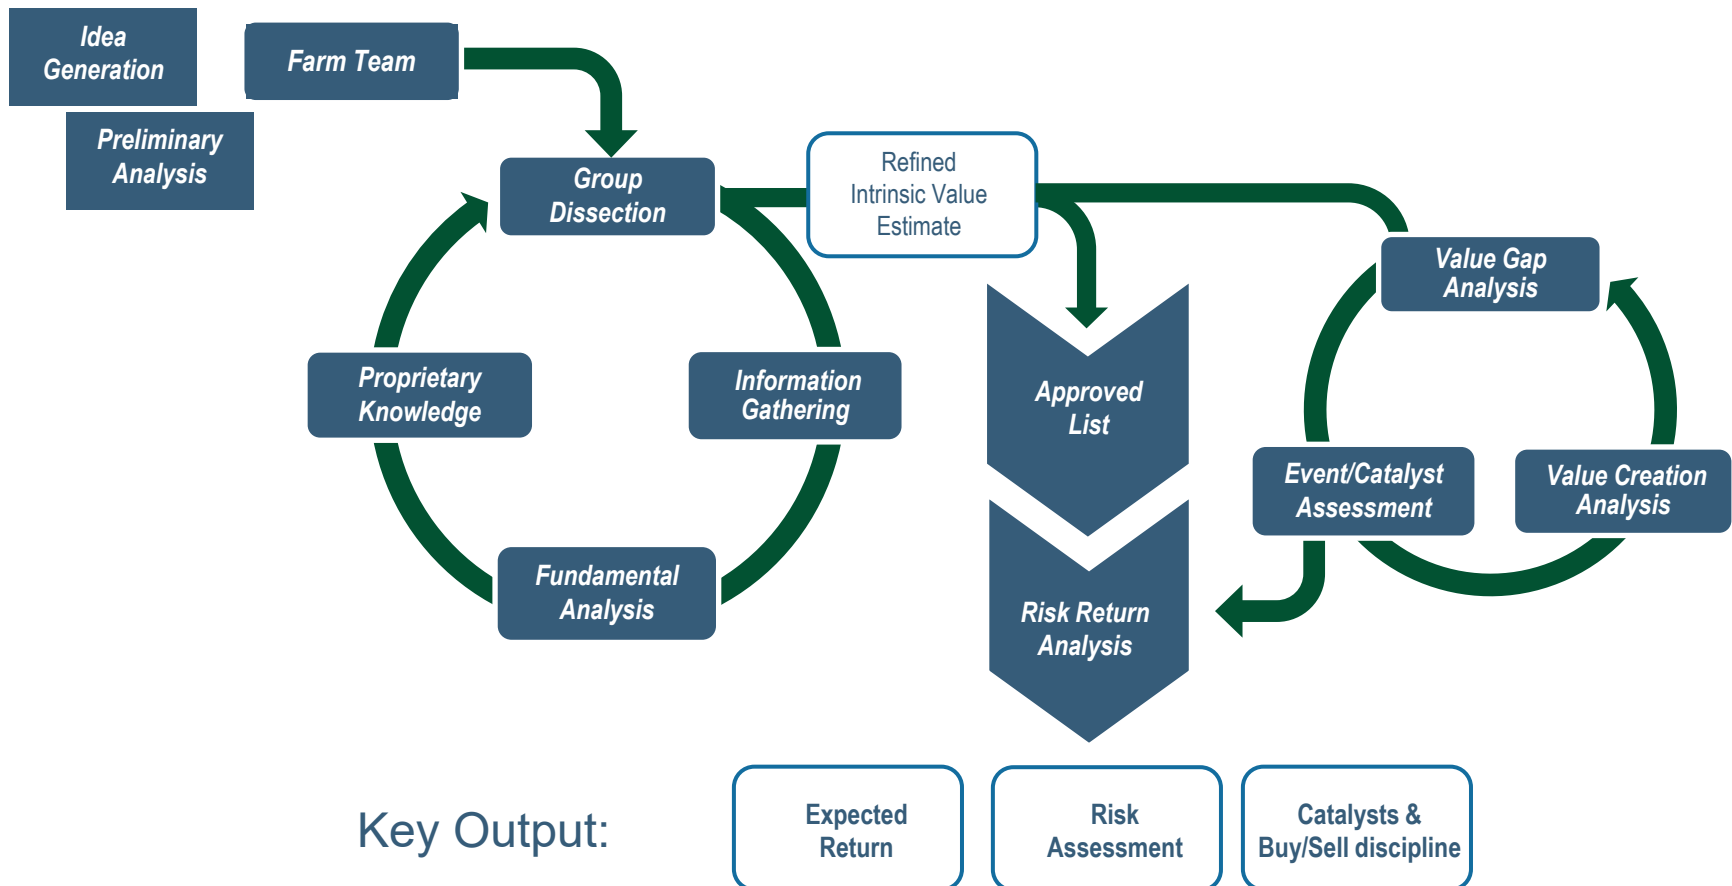 Idea
Generation
Farm Team
Preliminary
Analysis
Group
Dissection
Refined
Intrinsic Value
Estimate
Value Gap
Analysis
Proprietary
Knowledge
Information
Gathering
Approved
List
Event/Catalyst
Assessment
Value Creation
Analysis
Fundamental
Analysis
Risk Return
Analysis
Key Output:
Expected
Return
Risk
Assessment
Catalysts &
Buy/Sell discipline